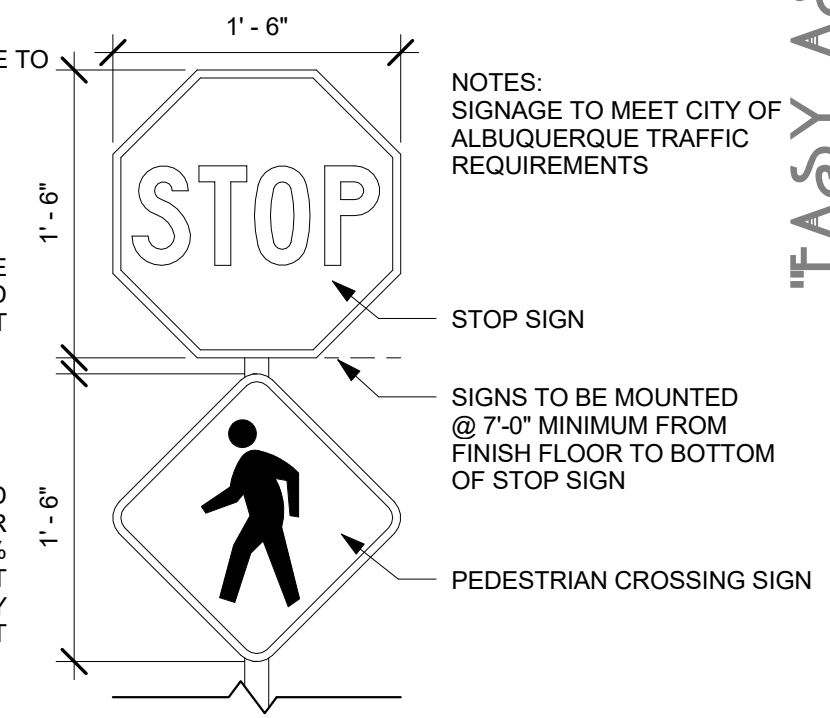 1' - 6"
E TO
NOTES:
SIGNAGE TO MEET CITY OF
ALBUQUERQUE TRAFFIC
REQUIREMENTS
STOP
1' - 6"
E
O
T
STOP SIGN
SIGNS TO BE MOUNTED
@ 7'-0" MINIMUM FROM
FINISH FLOOR TO BOTTOM
OF STOP SIGN
1' - 6"
O
R
%
T
Y
T
PEDESTRIAN CROSSING SIGN